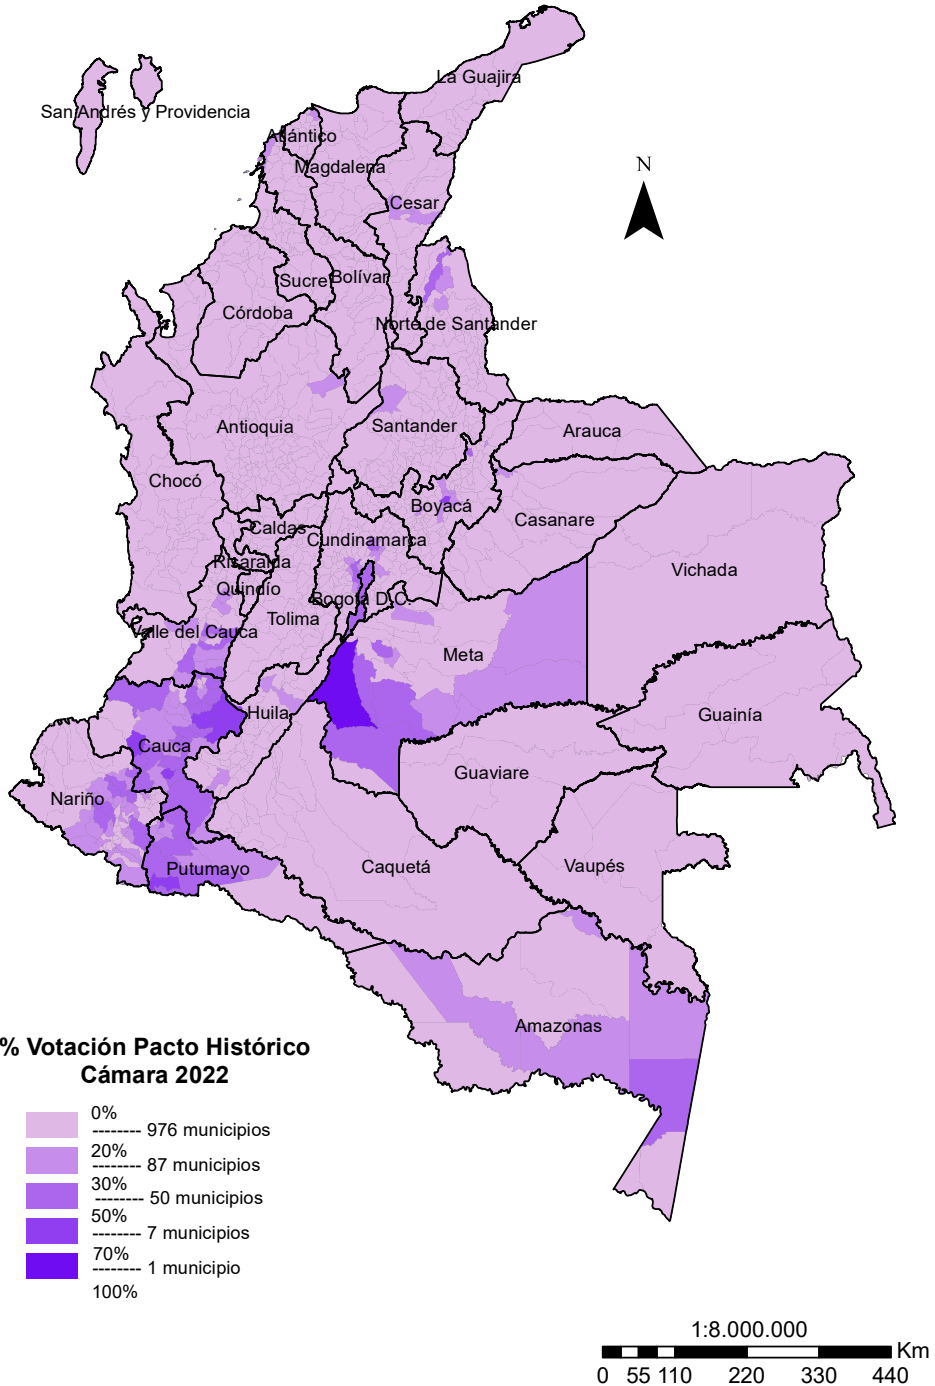 La Guajira
San Andrés y Providencia
Atlántico
Magdalena
N
Cesar
Sucre
Bolívar
Córdoba
Norte de Santander
Antioquia
Santander
Arauca
Chocó
Boyacá
Casanare
Caldas
Cundinamarca
Risaralda
Vichada
Quindío
Bogotá D.C.
Tolima
Valle del Cauca
Meta
Huila
Guainía
Cauca
Guaviare
Nariño
Putumayo
Caquetá
Vaupés
Amazonas
% Votación Pacto Histórico
Cámara 2022
0%
-------- 976 municipios
20%
-------- 87 municipios
30%
-------- 50 municipios
50%
-------- 7 municipios
70%
-------- 1 municipio
100%
1:8.000.000
Km
0 55 110 220 330 440